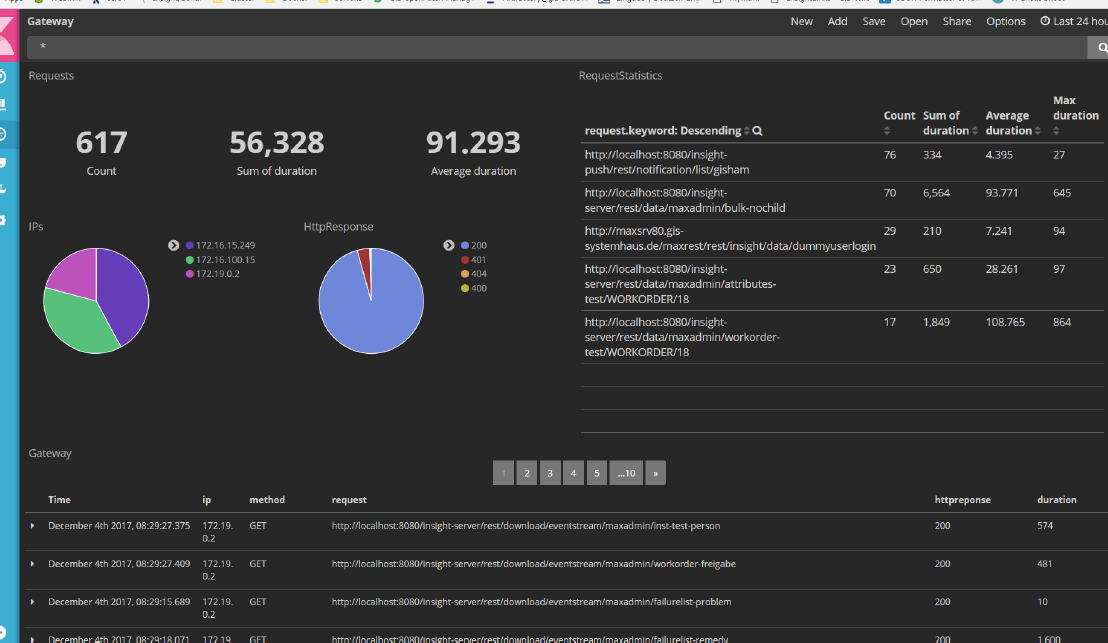 Gateway
New Add Save Open Share Options Last 24 hou
*
Requests
617
Count
56,328
Sum of duration
91.293
Average duration
IPs
172.16.15.249
172.16.100.15
172.19.0.2
HttpResponse
200
401
404
400
RequestStatistics
request.keyword: Descending Count Sum of duration Average duration Max duration
http://localhost:8080/insight-
push/rest/notification/list/gisham
76 334 4.395 27
http://localhost:8080/insight-
server/rest/data/maxadmin/bulk-nochild
70 6,564 93.771 645
http://maxsrv80.gis-
systemhaus.de/maxrest/rest/insight/data/dummyuserlogin
29 210 7.241 94
http://localhost:8080/insight-
server/rest/data/maxadmin/attributes-
test/WORKORDER/18
23 650 28.261 97
http://localhost:8080/insight-
server/rest/data/maxadmin/workorder-
test/WORKORDER/18
17 1,849 108.765 864
Gateway
1 2 3 4 5 ...10 »
Time ip method request httpreponse duration
December 4th 2017, 08:29:27.375 172.19.
0.2
GET http://localhost:8080/insight-server/rest/download/eventstream/maxadmin/inst-test-person 200 574
December 4th 2017, 08:29:27.409 172.19.
0.2
GET http://localhost:8080/insight-server/rest/download/eventstream/maxadmin/workorder-freigabe 200 481
December 4th 2017, 08:29:15.689 172.19.
0.2
GET http://localhost:8080/insight-server/rest/download/eventstream/maxadmin/failurelist-problem 200 10
December 4th 2017, 08:29:18.071 172.19. GET http://localhost:8080/insight-server/rest/download/eventstream/maxadmin/failurelist-remedy 200 1,600